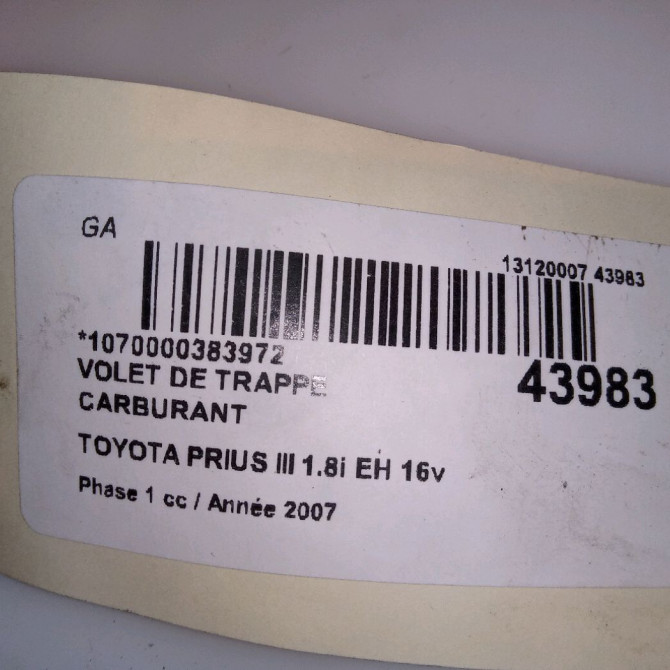 GA
13120007 43983
*1070000383972
43983
VOLET DE TRAPPE
CARBURANT
TOYOTA PRIUS III 1.8i EH 16v
Phase 1 cc / Année 2007